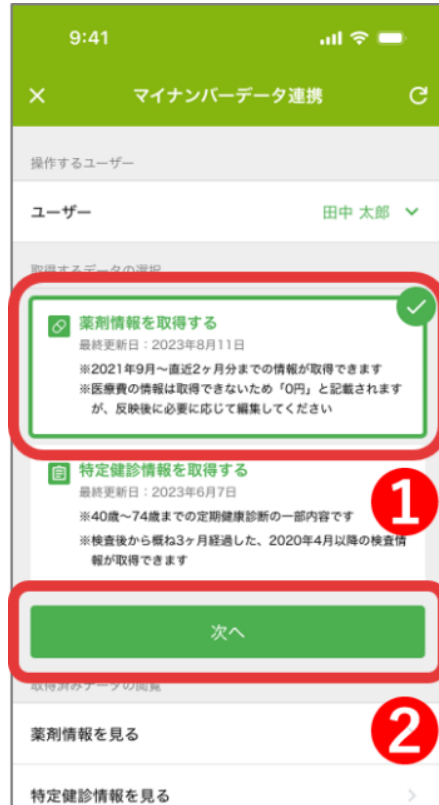 9:41
マイナンバーデータ連携
操作するユーザー
ユーザー
田中 太郎
取得するデータの選択
薬剤情報を取得する
最終更新日:2023年8月11日
※2021年9月〜直近2ヶ月分までの情報が取得できます
※医療費の情報は取得できないため「0円」と記載されます
が、反映後に必要に応じて編集してください
特定健診情報を取得する
最終更新日:2023年6月7日
1
※40歳〜74歳までの定期健康診断の一部内容です
※検査後から概ね3ヶ月経過した、2020年4月以降の検査情
報が取得できます
次へ
取得済みデータの閲覧
2
薬剤情報を見る
特定健診情報を見る